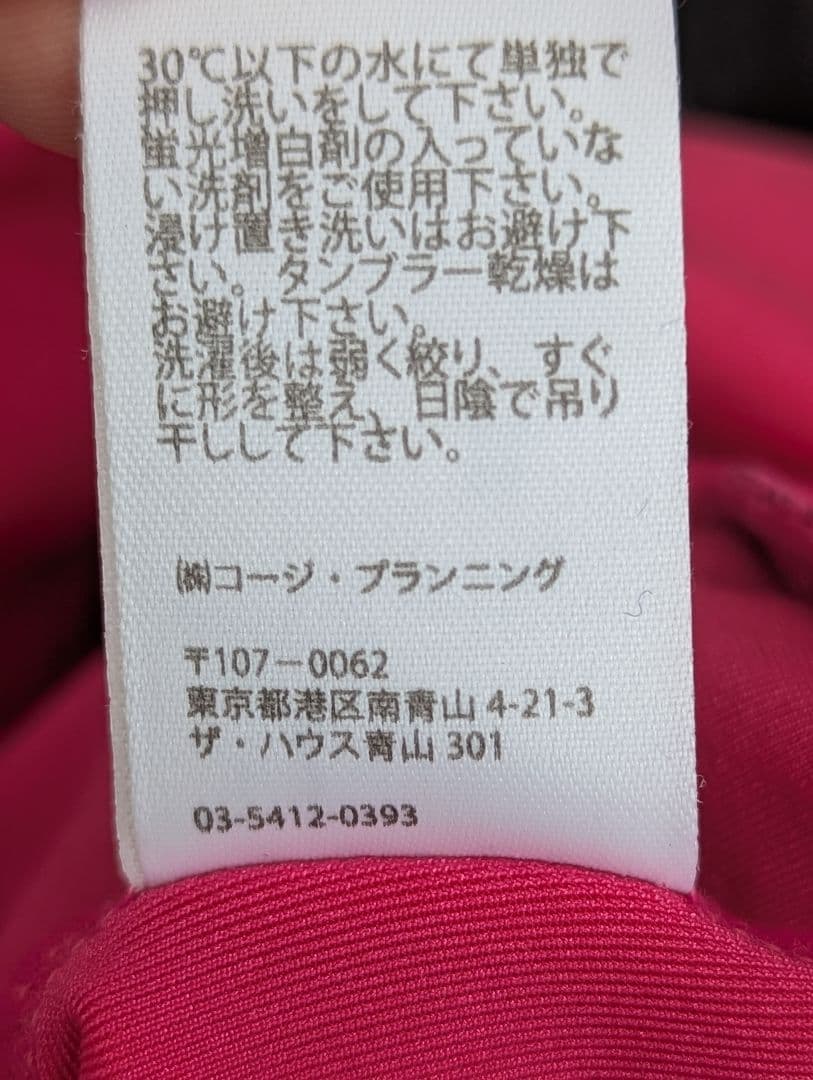 30℃以下の水にて単独で
押し洗いをして下さい。
蛍光増白剤の入っていな
い洗剤をご使用下さい。
浸け置き洗いはお避け下
さい。タンブラー乾燥は
お避け下さい。
洗濯後は弱く絞り、すぐ
に形を整え、日陰で吊り
干しして下さい。
㈱コージ・プランニング
〒107-0062
東京都港区南青山 4-21-3
ザ・ハウス青山 301
03-5412-0393